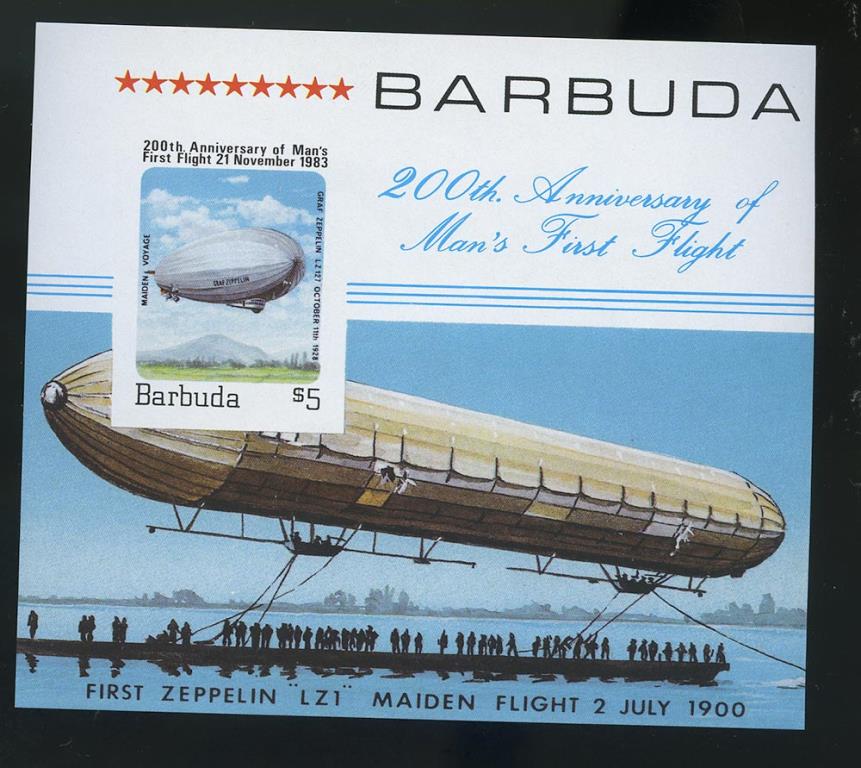 BARBUDA
200th. Anniversary of Man's
First Flight 21 November 1983
200th. Anniversary of
Man's First Flight
MAIDEN VOYAGE
GRAF ZEPPELIN LZ127 OCTOBER 11th 1928
GRAF ZEPPELIN
Barbuda $5
FIRST ZEPPELIN "LZ1" MAIDEN FLIGHT 2 JULY 1900